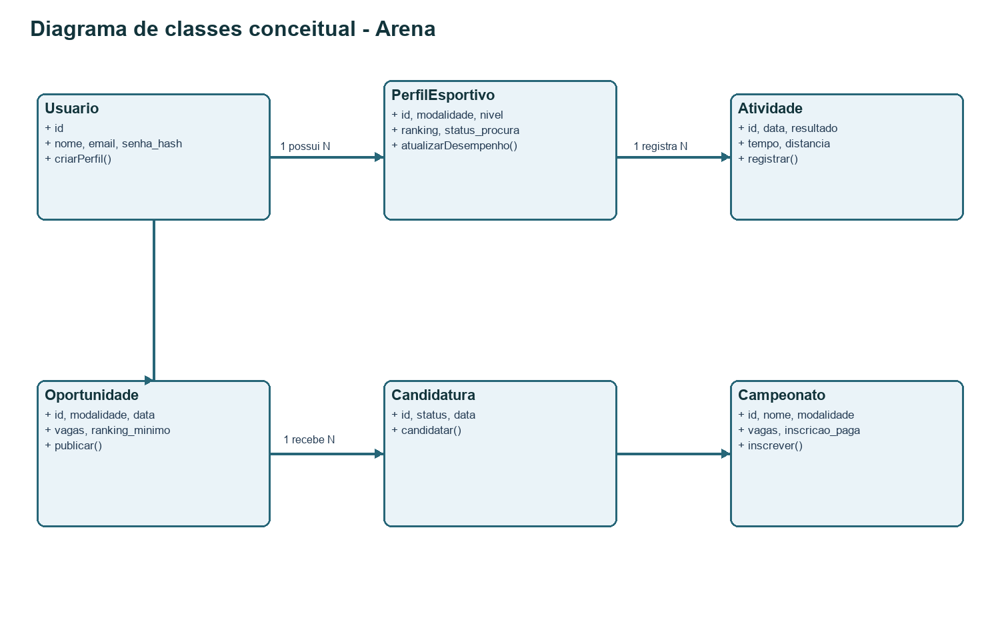 Diagrama de classes conceitual - Arena
Usuario
+ id
+ nome, email, senha_hash
+ criarPerfil()
1 possui N
PerfilEsportivo
+ id, modalidade, nivel
+ ranking, status_procura
+ atualizarDesempenho()
1 registra N
Atividade
+ id, data, resultado
+ tempo, distancia
+ registrar()
Oportunidade
+ id, modalidade, data
+ vagas, ranking_minimo
+ publicar()
1 recebe N
Candidatura
+ id, status, data
+ candidatar()
Campeonato
+ id, nome, modalidade
+ vagas, inscricao_paga
+ inscrever()